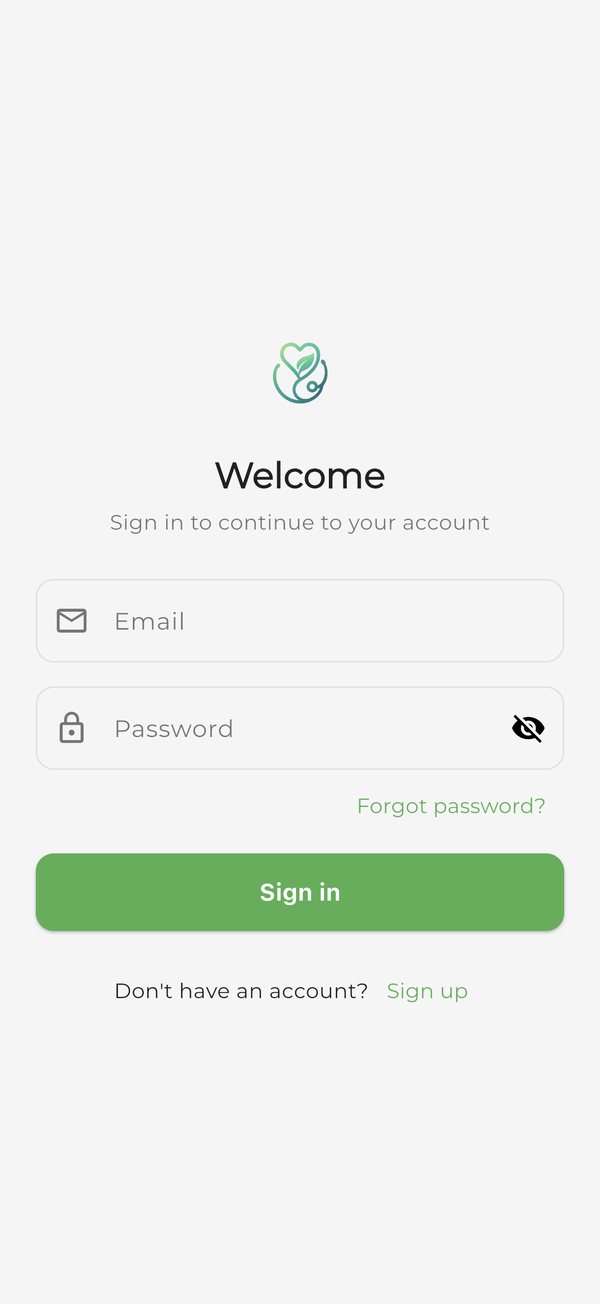 Welcome
Sign in to continue to your account
Email
Password
Forgot password?
Sign in
Don't have an account? Sign up